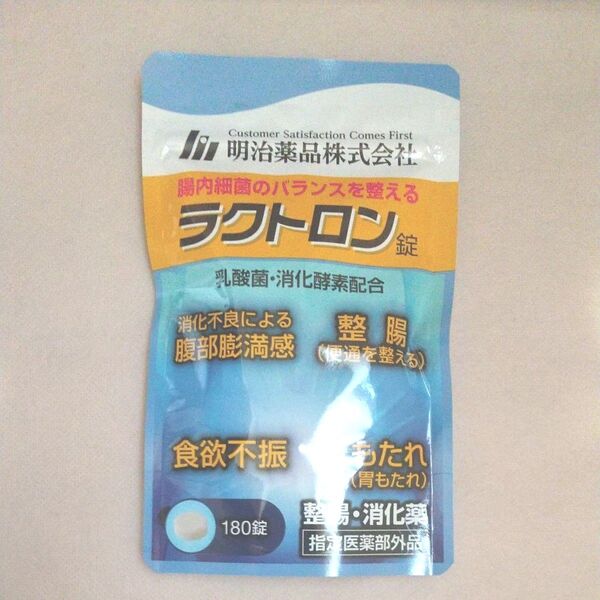 Customer Satisfaction Comes First
明治薬品株式会社
腸内細菌のバランスを整える
ラクトロン錠
乳酸菌・消化酵素配合
消化不良による
腹部膨満感
整腸
(便通を整える)
食欲不振
もたれ
(胃もたれ)
180錠
整腸・消化薬
指定医薬部外品